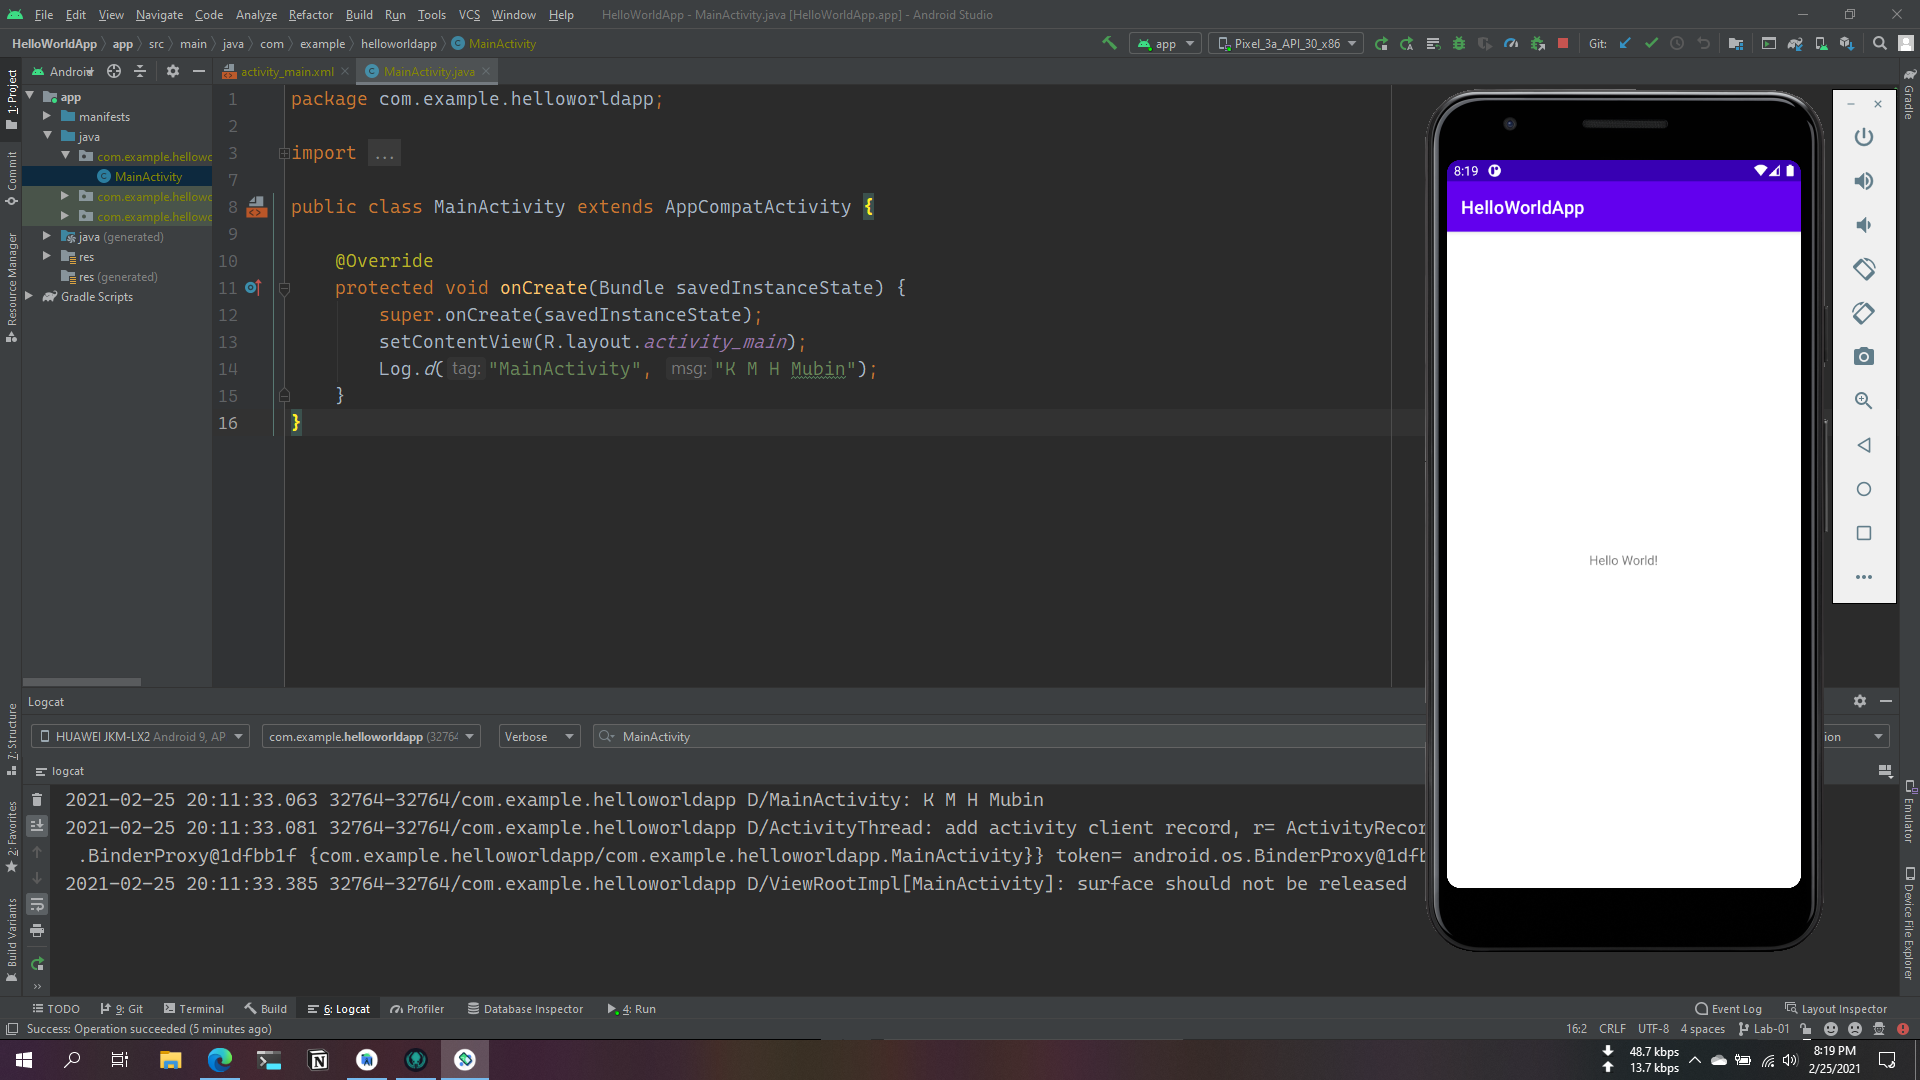 File Edit View Navigate Code Analyze Refactor Build Run Tools VCS Window Help HelloWorldApp - MainActivity.java [HelloWorldApp.app] - Android Studio
HelloWorldApp app src main java com example helloworldapp MainActivity app Pixel_3a_API_30_x86 Git:
Android activity_main.xml MainActivity.java
1: Project
Commit
Resource Manager
7: Structure
2: Favorites
Build Variants
app
manifests
java
com.example.hellowo
MainActivity
com.example.hellowo
com.example.hellowo
java (generated)
res
res (generated)
Gradle Scripts
1 package com.example.helloworldapp;
2
3 import ...
7
8 public class MainActivity extends AppCompatActivity {
9
10 @Override
11 protected void onCreate(Bundle savedInstanceState) {
12 super.onCreate(savedInstanceState);
13 setContentView(R.layout.activity_main);
14 Log.d( tag: "MainActivity", msg: "K M H Mubin");
15 }
16 }
8:19
HelloWorldApp
Hello World!
Gradle
Emulator
Device File Explorer
Logcat
HUAWEI JKM-LX2 Android 9, AP com.example.helloworldapp (32764 Verbose MainActivity ion
logcat
2021-02-25 20:11:33.063 32764-32764/com.example.helloworldapp D/MainActivity: K M H Mubin
2021-02-25 20:11:33.081 32764-32764/com.example.helloworldapp D/ActivityThread: add activity client record, r= ActivityRecor
.BinderProxy@1dfbb1f {com.example.helloworldapp/com.example.helloworldapp.MainActivity}} token= android.os.BinderProxy@1dfb
2021-02-25 20:11:33.385 32764-32764/com.example.helloworldapp D/ViewRootImpl[MainActivity]: surface should not be released
TODO 9: Git Terminal Build 6: Logcat Profiler Database Inspector 4: Run Event Log Layout Inspector
Success: Operation succeeded (5 minutes ago) 16:2 CRLF UTF-8 4 spaces Lab-01
48.7 kbps
13.7 kbps
8:19 PM
2/25/2021